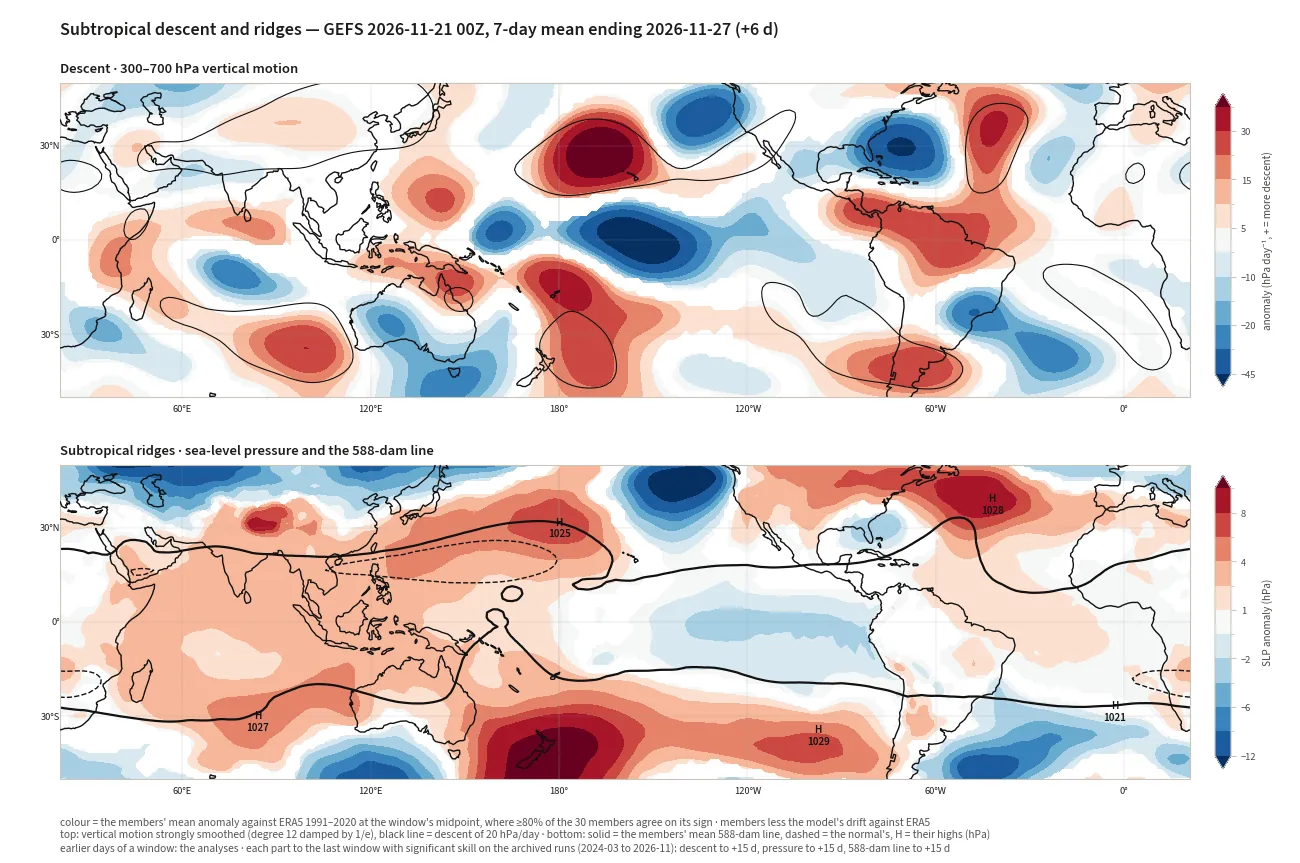 Subtropical descent and ridges — GEFS 2026-11-21 00Z, 7-day mean ending 2026-11-27 (+6 d)
Descent · 300–700 hPa vertical motion
30°N
0°
30°S
60°E
120°E
180°
120°W
60°W
0°
30
15
5
−10
−20
−45
anomaly (hPa day⁻¹, + = more descent)
Subtropical ridges · sea-level pressure and the 588-dam line
30°N
0°
30°S
H
1025
H
1028
H
1027
H
1029
H
1021
60°E
120°E
180°
120°W
60°W
0°
8
4
1
−2
−6
−12
SLP anomaly (hPa)
colour = the members' mean anomaly against ERA5 1991–2020 at the window's midpoint, where ≥80% of the 30 members agree on its sign · members less the model's drift against ERA5
top: vertical motion strongly smoothed (degree 12 damped by 1/e), black line = descent of 20 hPa/day · bottom: solid = the members' mean 588-dam line, dashed = the normal's, H = their highs (hPa)
earlier days of a window: the analyses · each part to the last window with significant skill on the archived runs (2024-03 to 2026-11): descent to +15 d, pressure to +15 d, 588-dam line to +15 d